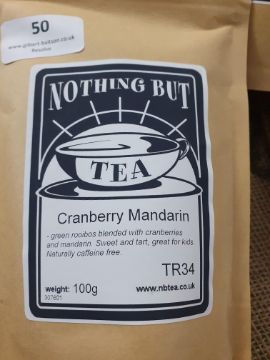 50
www.gilbert-baitson.co.uk
NOTHING BUT
TEA
Cranberry Mandarin
- green rooibos blended with cranberries
and mandarin. Sweet and tart, great for kids.
Naturally caffeine free.
TR34
weight: 100g
www.nbtea.co.uk
307601